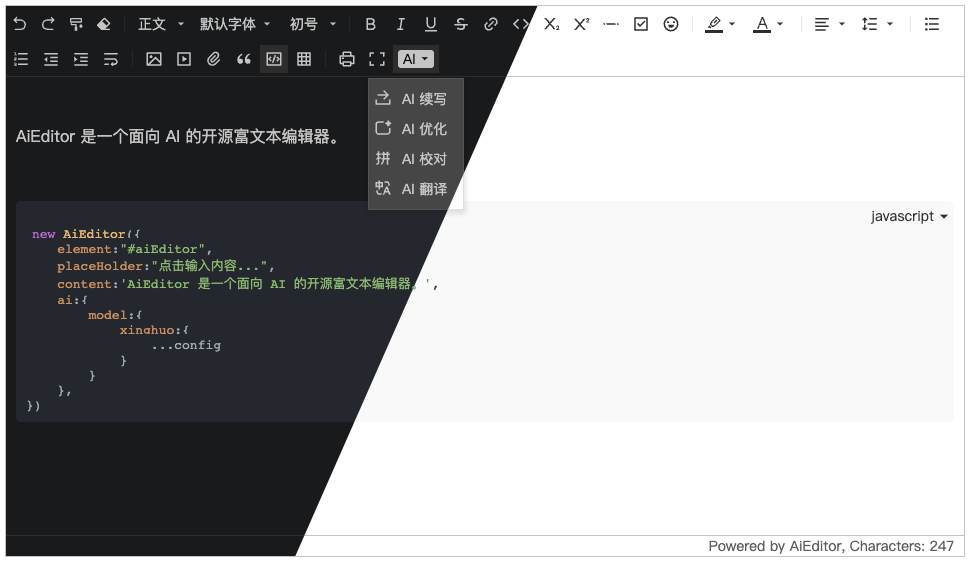 正文 默认字体 初号 B I U S X₂ X² A
AI
AI 续写
AI 优化
AI 校对
AI 翻译
AiEditor 是一个面向 AI 的开源富文本编辑器。
javascript
new AiEditor({
    element:"#aiEditor",
    placeHolder:"点击输入内容...",
    content:'AiEditor 是一个面向 AI 的开源富文本编辑器。',
    ai:{
        model:{
            xinghuo:{
                ...config
            }
        }
    },
})
Powered by AiEditor, Characters: 247